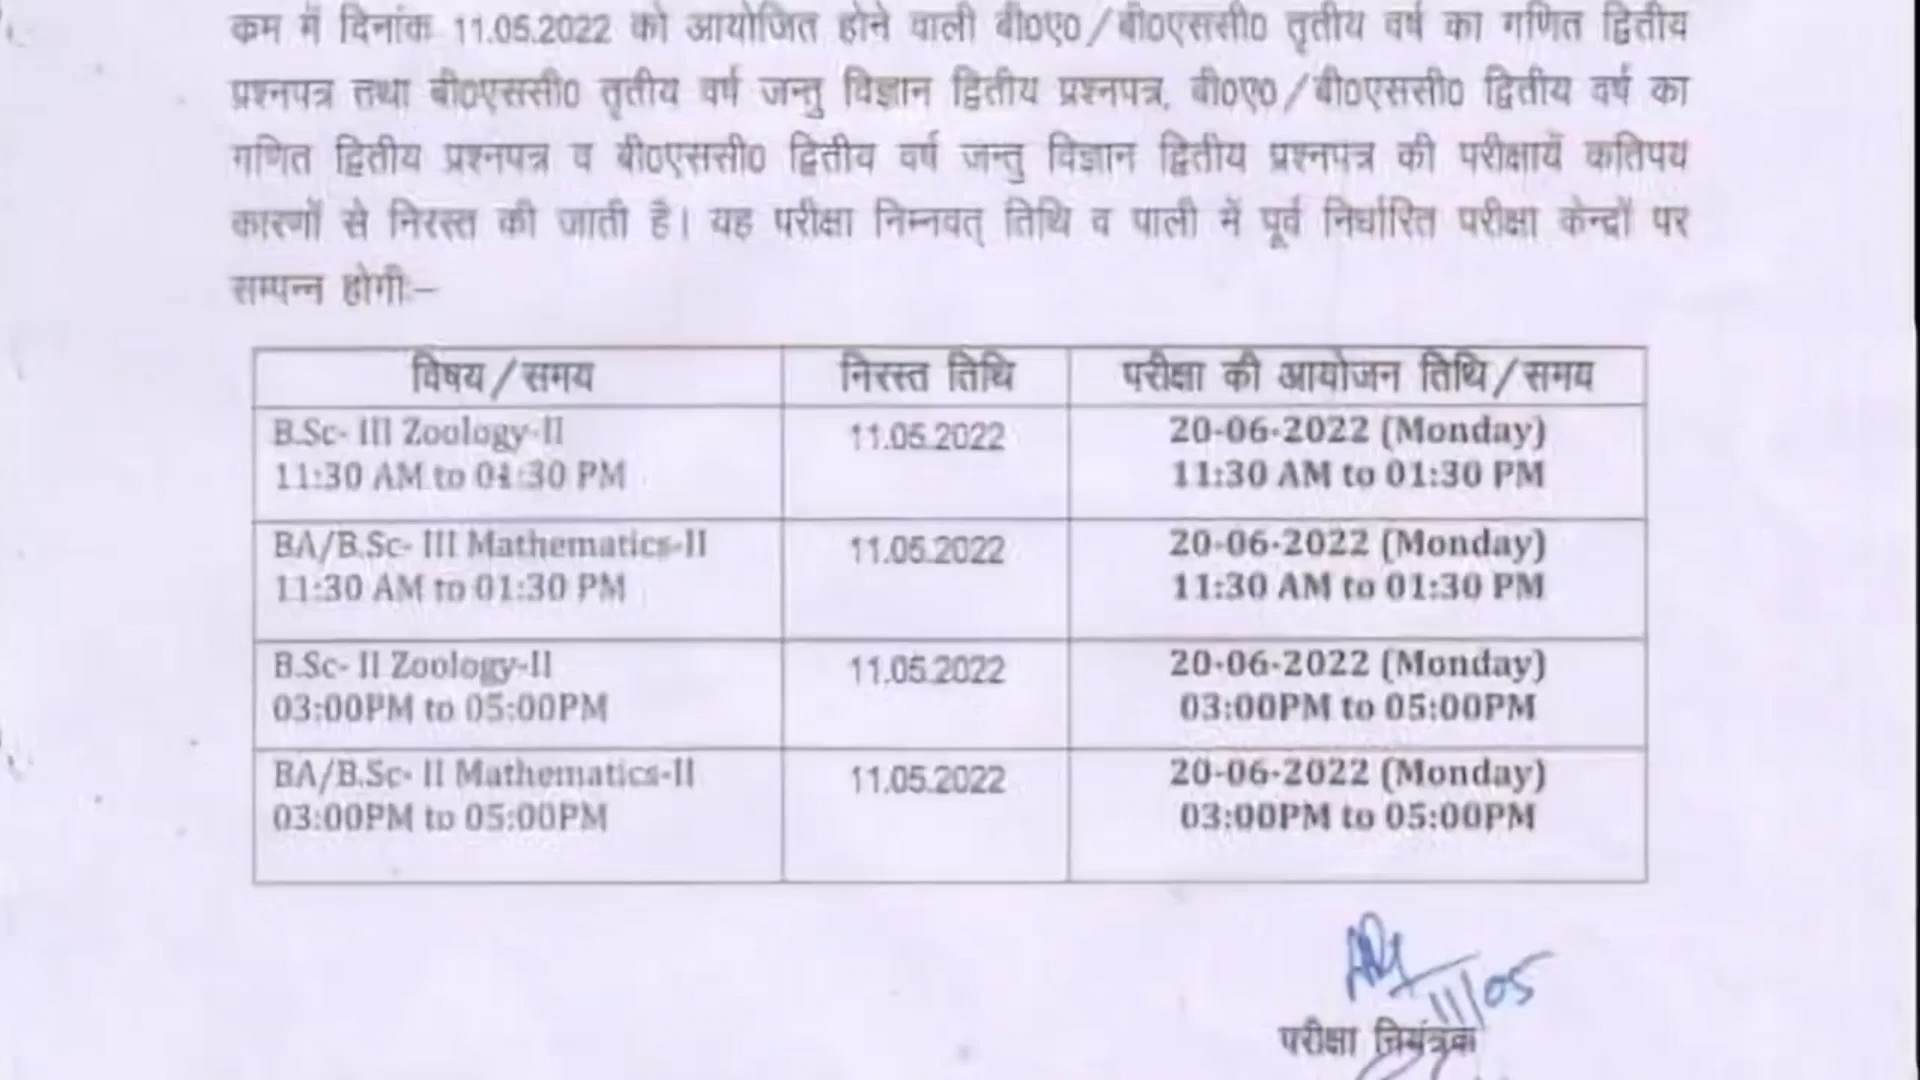 क्रम में दिनांक 11.05.2022 को आयोजित होने वाली बी0ए0/बी0एससी0 तृतीय वर्ष का गणित द्वितीय
प्रश्नपत्र तथा बी0एससी0 तृतीय वर्ष जन्तु विज्ञान द्वितीय प्रश्नपत्र, बी0ए0/बी0एससी0 द्वितीय वर्ष का
गणित द्वितीय प्रश्नपत्र व बी0एससी0 द्वितीय वर्ष जन्तु विज्ञान द्वितीय प्रश्नपत्र की परीक्षायें कतिपय
कारणों से निरस्त की जाती है। यह परीक्षा निम्नवत् तिथि व पाली में पूर्व निर्धारित परीक्षा केन्द्रों पर
सम्पन्न होगी:–
विषय/समय निरस्त तिथि परीक्षा की आयोजन तिथि/समय
B.Sc- III Zoology-II 11.05.2022 20-06-2022 (Monday)
11:30 AM to 01:30 PM 11:30 AM to 01:30 PM
BA/B.Sc- III Mathematics-II 11.05.2022 20-06-2022 (Monday)
11:30 AM to 01:30 PM 11:30 AM to 01:30 PM
B.Sc- II Zoology-II 11.05.2022 20-06-2022 (Monday)
03:00PM to 05:00PM 03:00PM to 05:00PM
BA/B.Sc- II Mathematics-II 11.05.2022 20-06-2022 (Monday)
03:00PM to 05:00PM 03:00PM to 05:00PM
11/05
परीक्षा नियंत्रक